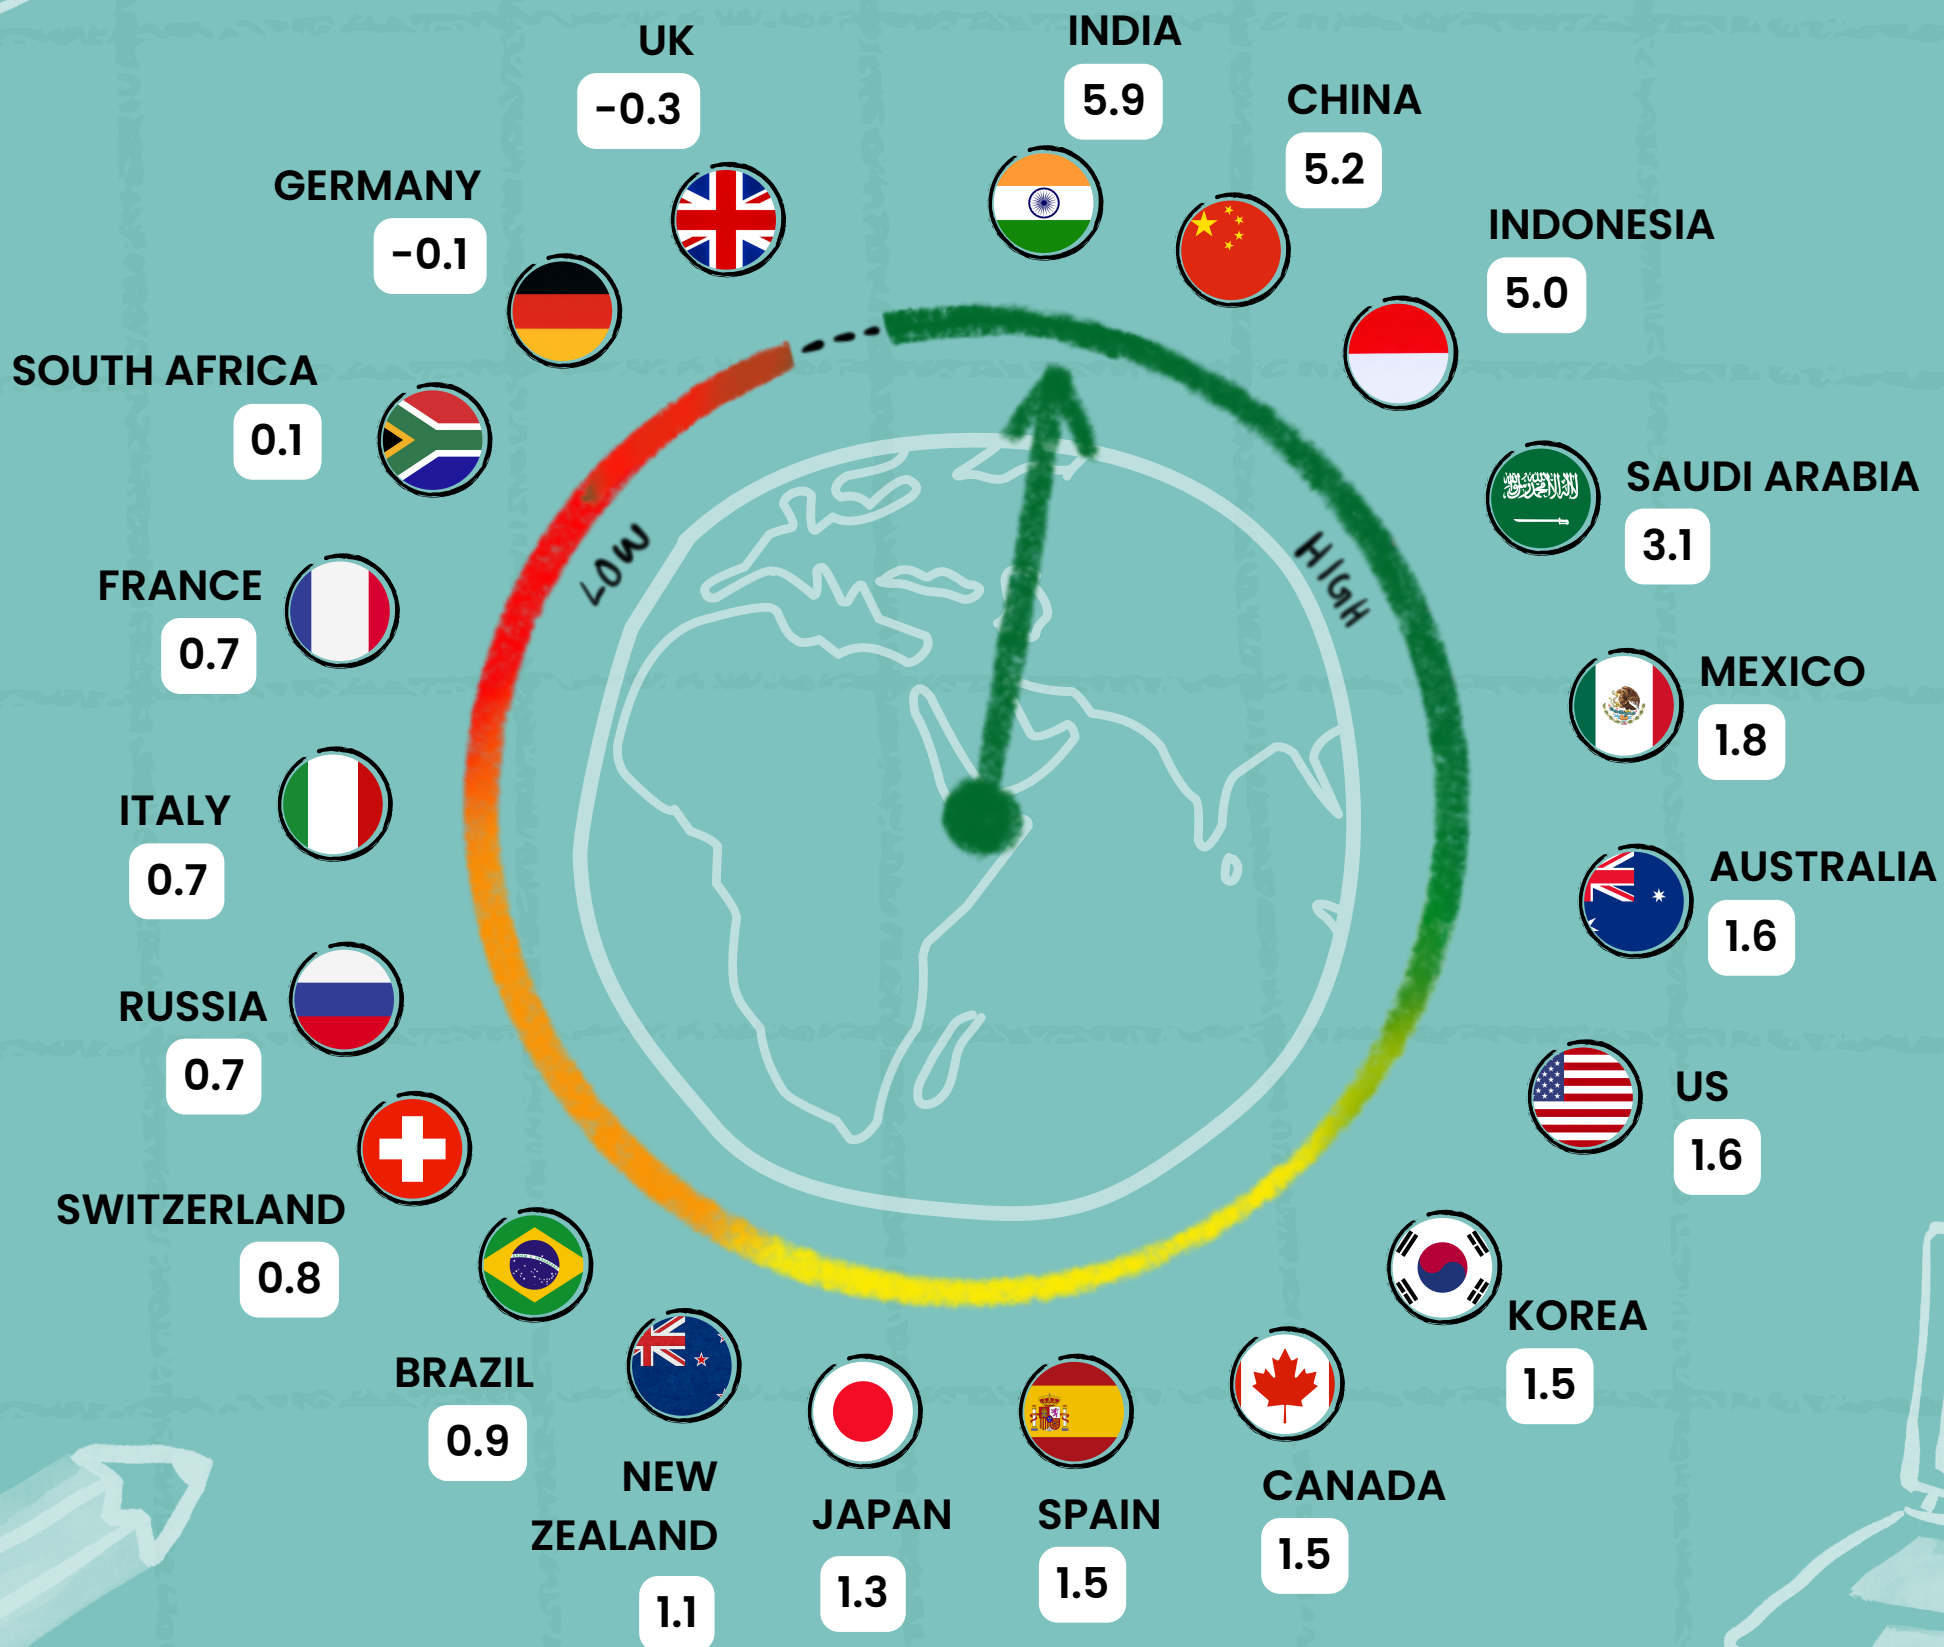 UK
-0.3
INDIA
5.9
CHINA
5.2
INDONESIA
5.0
SAUDI ARABIA
3.1
MEXICO
1.8
AUSTRALIA
1.6
US
1.6
KOREA
1.5
CANADA
1.5
SPAIN
1.5
JAPAN
1.3
NEW
ZEALAND
1.1
BRAZIL
0.9
SWITZERLAND
0.8
RUSSIA
0.7
ITALY
0.7
FRANCE
0.7
SOUTH AFRICA
0.1
GERMANY
-0.1
LOW
HIGH